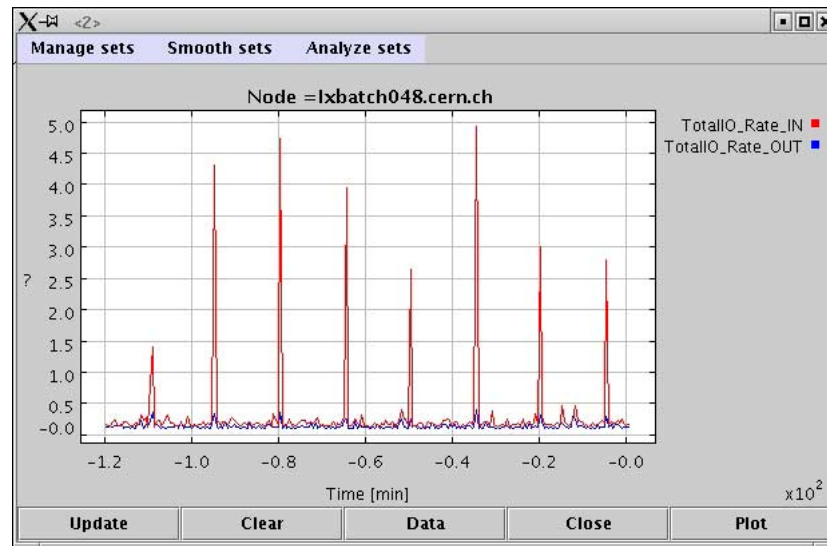 <2>
Manage sets Smooth sets Analyze sets
Node =lxbatch048.cern.ch
TotalIO_Rate_IN
TotalIO_Rate_OUT
5.0
4.5
4.0
3.5
3.0
?
2.5
2.0
1.5
1.0
0.5
-0.0
-1.2 -1.0 -0.8 -0.6 -0.4 -0.2 -0.0
Time [min]
x10²
Update Clear Data Close Plot